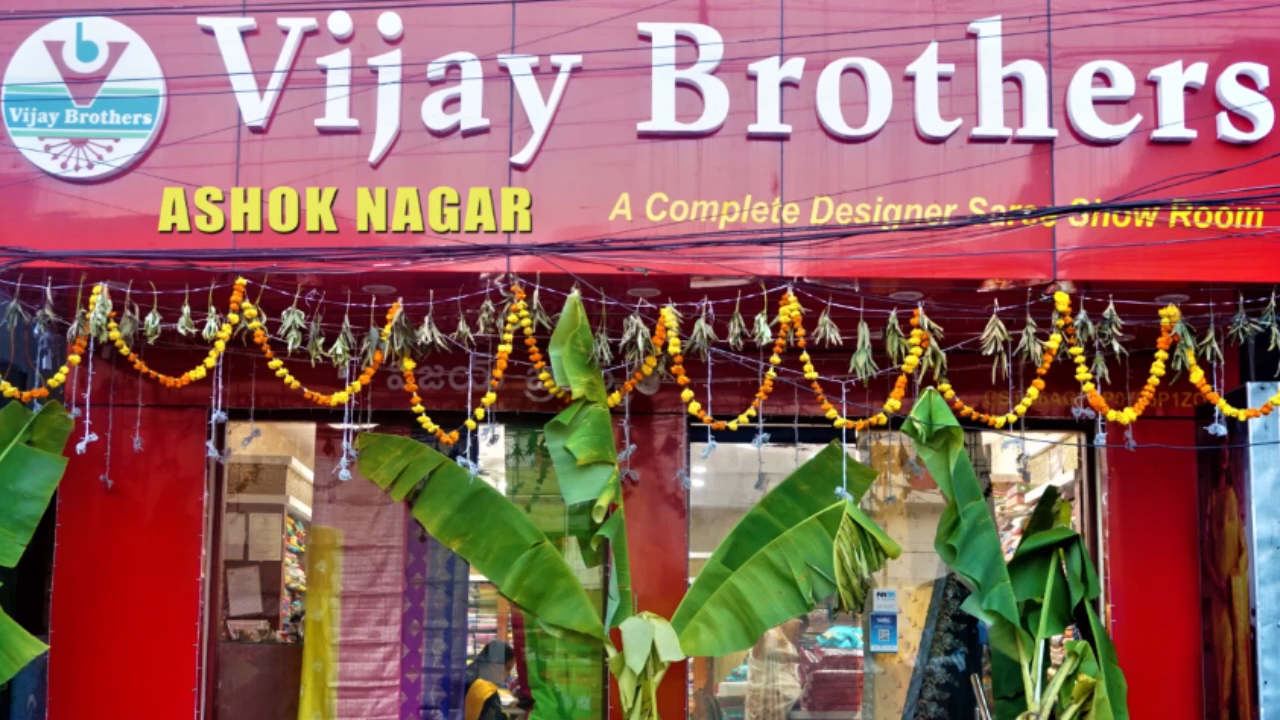 b
V
Vijay Brothers
Vijay Brothers
ASHOK NAGAR
A Complete Designer Saree Show Room